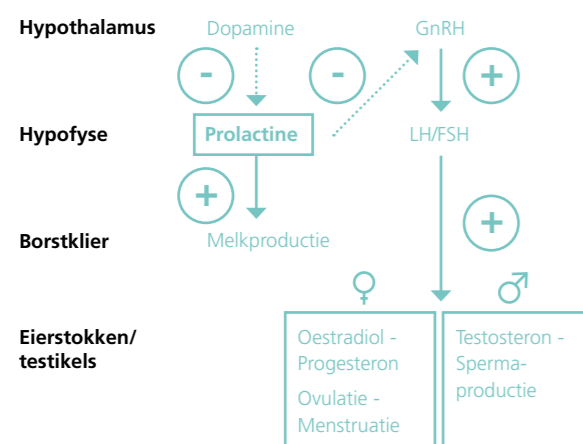 Hypothalamus Dopamine GnRH
- - +
Hypofyse Prolactine LH/FSH
+ +
Borstklier Melkproductie
♀ ♂
Eierstokken/
testikels
Oestradiol -
Progesteron
Ovulatie -
Menstruatie
Testosteron -
Sperma-
productie